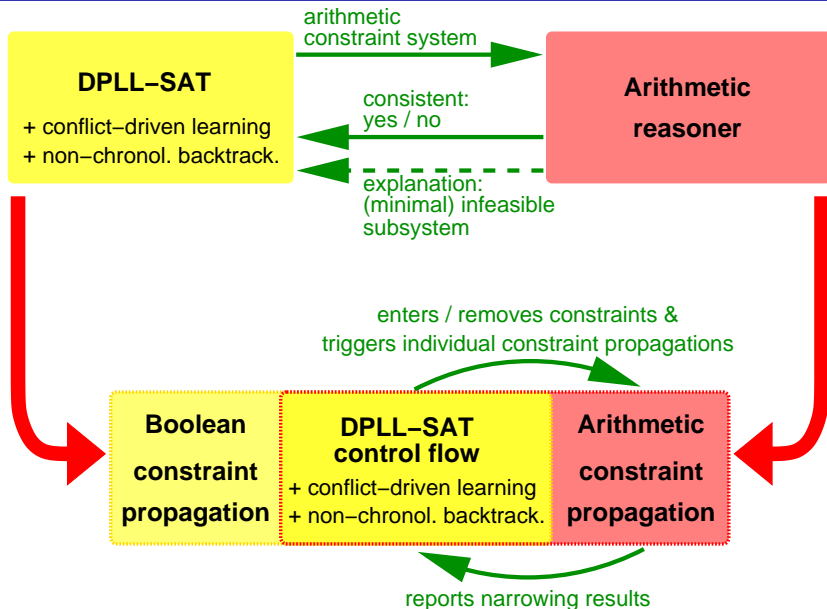 arithmetic
constraint system
DPLL−SAT
+ conflict−driven learning
+ non−chronol. backtrack.
consistent:
yes / no
Arithmetic
reasoner
explanation:
(minimal) infeasible
subsystem
enters / removes constraints &
triggers individual constraint propagations
Boolean
constraint
propagation
DPLL−SAT
control flow
+ conflict−driven learning
+ non−chronol. backtrack.
Arithmetic
constraint
propagation
reports narrowing results